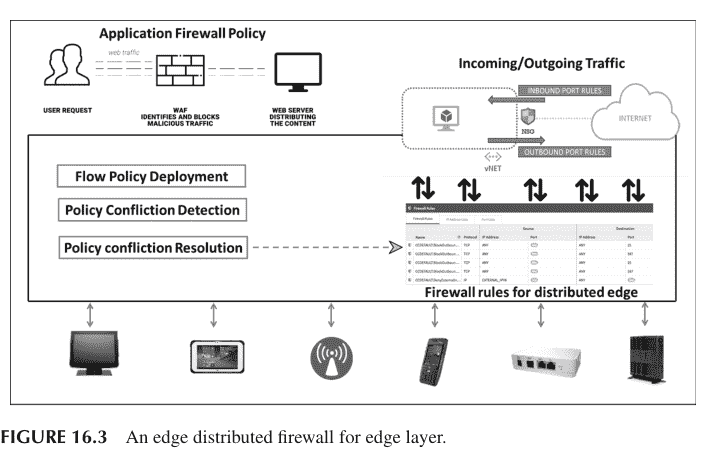 Application Firewall Policy
web traffic
USER REQUEST
WAF
IDENTIFIES AND BLOCKS
MALICIOUS TRAFFIC
WEB SERVER
DISTRIBUTING
THE CONTENT
Incoming/Outgoing Traffic
INBOUND PORT RULES
NSG
INTERNET
OUTBOUND PORT RULES
vNET
Flow Policy Deployment
Policy Confliction Detection
Policy confliction Resolution
Firewall Rules
Firewall Rules
Source Destination
Name Protocol IP Address Port IP Address Port
TCP ANY ANY 25
TCP ANY ANY
TCP ANY ANY 25
TCP ANY ANY
IP ANY
Firewall rules for distributed edge
FIGURE 16.3 An edge distributed firewall for edge layer.